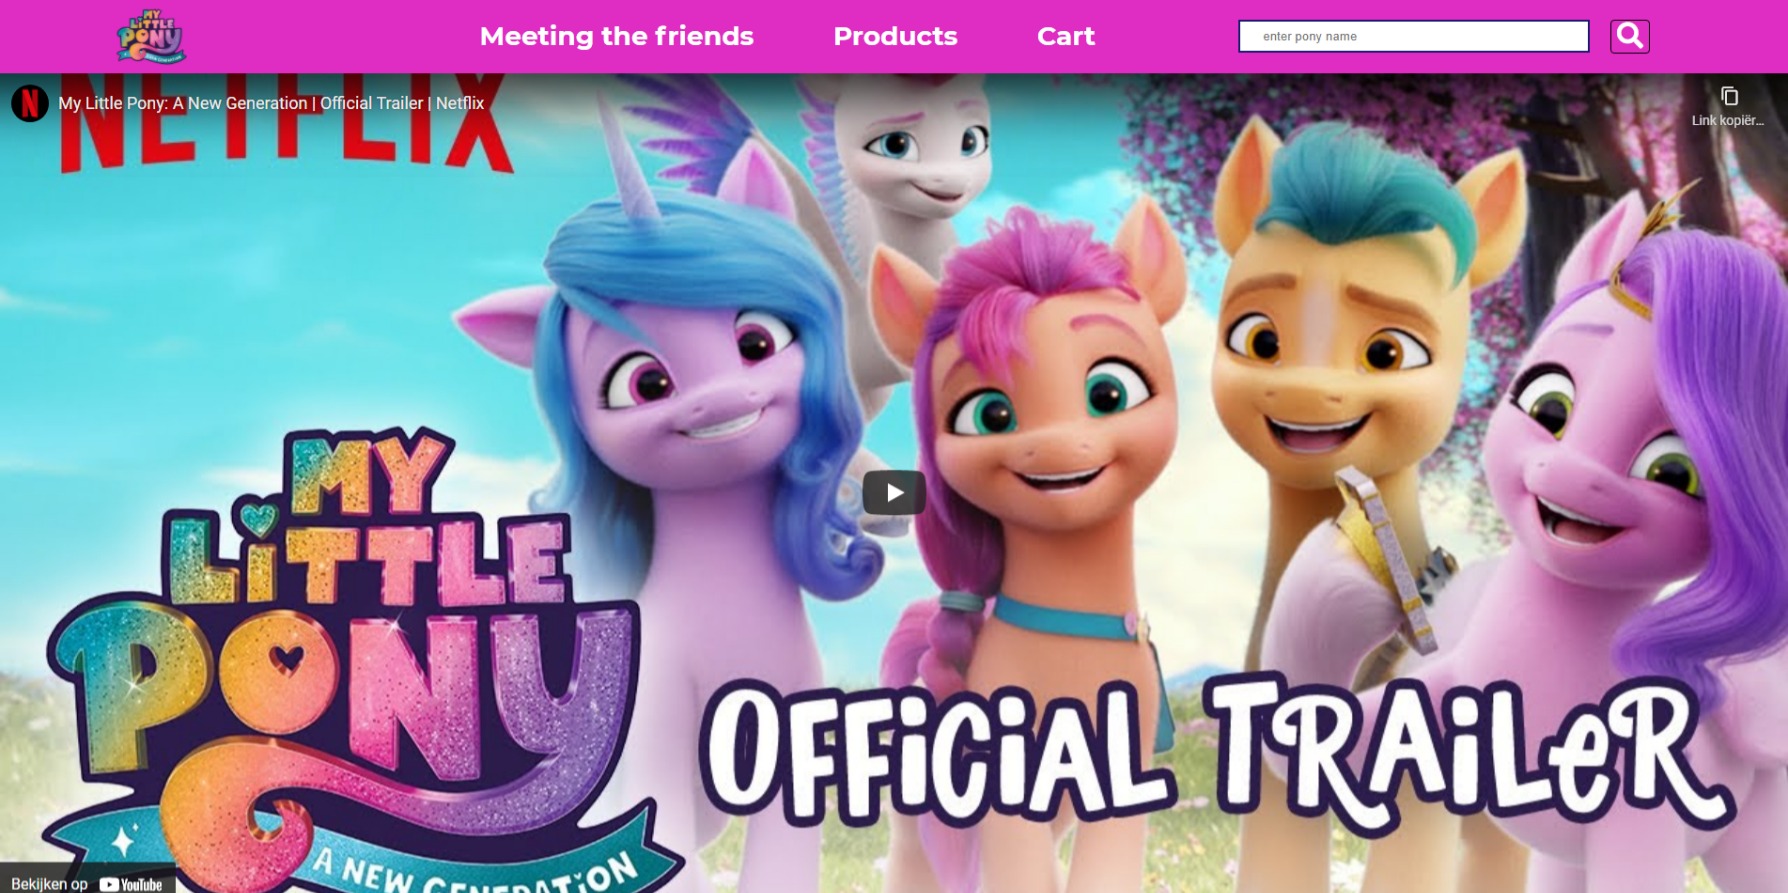 MY
LiTTLE
PONY
Meeting the friends
Products
Cart
enter pony name
NETFLIX
N
My Little Pony: A New Generation | Official Trailer | Netflix
Link kopiër...
MY
LiTTLE
PONY
A NEW GENERATiON
OFFiCiAL TRAiLeR
Bekijken op YouTube